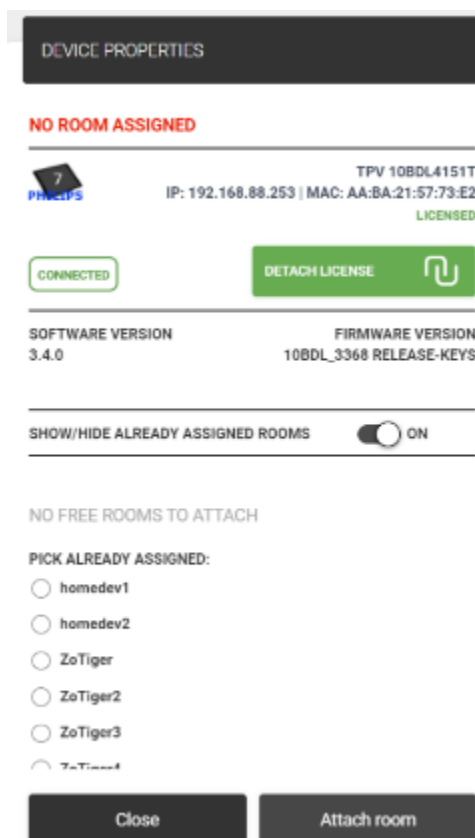 DEVICE PROPERTIES
NO ROOM ASSIGNED
7
PHILIPS
TPV 10BDL4151T
IP: 192.168.88.253 | MAC: AA:BA:21:57:73:E2
LICENSED
CONNECTED
DETACH LICENSE
SOFTWARE VERSION
3.4.0
FIRMWARE VERSION
10BDL_3368 RELEASE-KEYS
SHOW/HIDE ALREADY ASSIGNED ROOMS ON
NO FREE ROOMS TO ATTACH
PICK ALREADY ASSIGNED:
homedev1
homedev2
ZoTiger
ZoTiger2
ZoTiger3
Close
Attach room